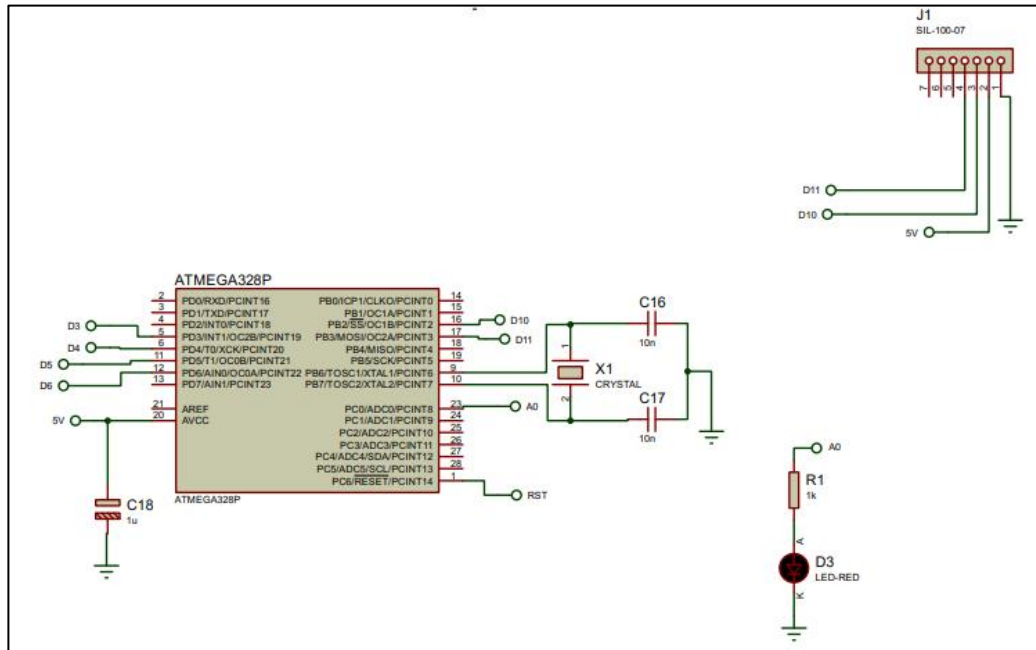 J1
SIL-100-07
7
6
5
4
3
2
1
D11
D10
5V
ATMEGA328P
2 PD0/RXD/PCINT16 PB0/ICP1/CLKO/PCINT0 14
3 PD1/TXD/PCINT17 PB1/OC1A/PCINT1 15
4 PD2/INT0/PCINT18 PB2/SS/OC1B/PCINT2 16 D10
D3 5 PD3/INT1/OC2B/PCINT19 PB3/MOSI/OC2A/PCINT3 17 D11
D4 6 PD4/T0/XCK/PCINT20 PB4/MISO/PCINT4 18
D5 11 PD5/T1/OC0B/PCINT21 PB5/SCK/PCINT5 19
D6 12 PD6/AIN0/OC0A/PCINT22 PB6/TOSC1/XTAL1/PCINT6 9
13 PD7/AIN1/PCINT23 PB7/TOSC2/XTAL2/PCINT7 10
21 AREF PC0/ADC0/PCINT8 23 A0
5V 20 AVCC PC1/ADC1/PCINT9 24
PC2/ADC2/PCINT10 25
PC3/ADC3/PCINT11 26
PC4/ADC4/SDA/PCINT12 27
PC5/ADC5/SCL/PCINT13 28
PC6/RESET/PCINT14 1 RST
ATMEGA328P
C16
10n
1
X1
CRYSTAL
2
C17
10n
C18
1u
A0
R1
1k
A
D3
LED-RED
K